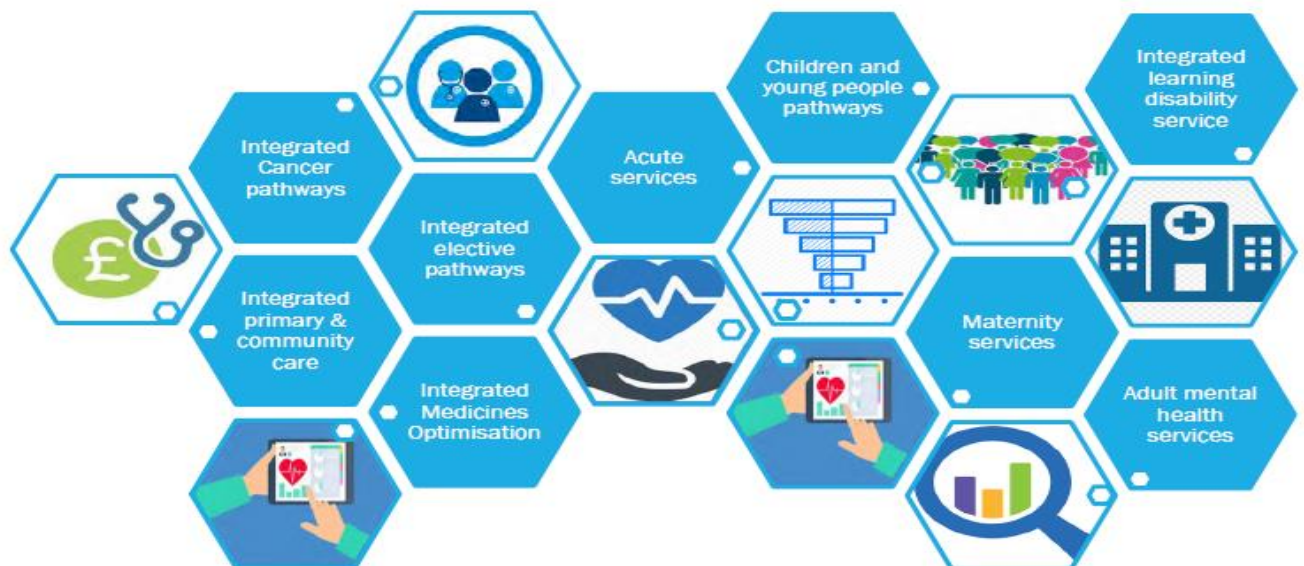 Integrated
Cancer
pathways
Integrated
primary &
community
care
Integrated
elective
pathways
Integrated
Medicines
Optimisation
Acute
services
Children and
young people
pathways
Maternity
services
Integrated
learning
disability
service
Adult mental
health
services
£